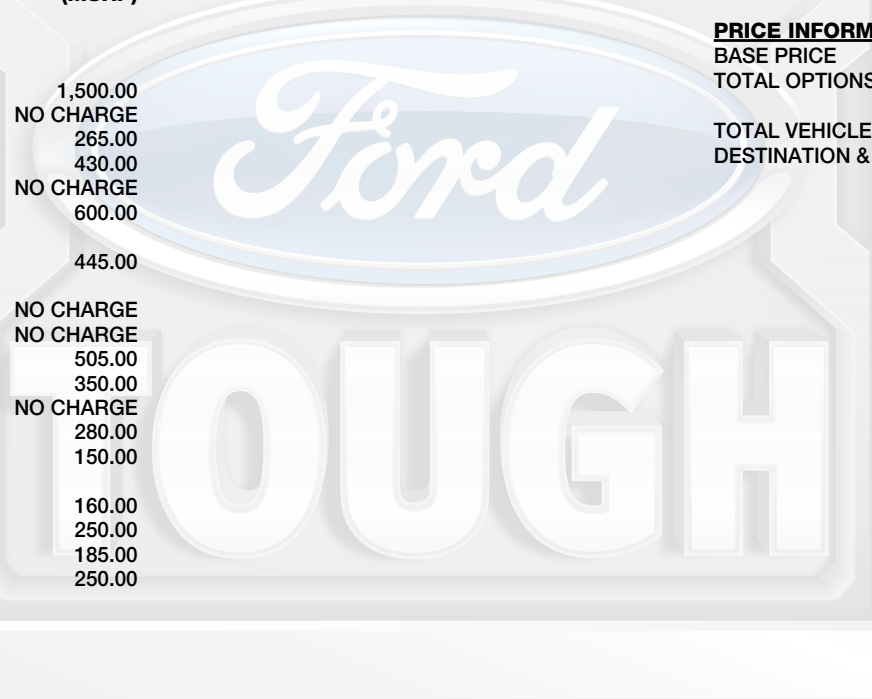 1,500.00
NO CHARGE
265.00
430.00
NO CHARGE
600.00
445.00
NO CHARGE
NO CHARGE
505.00
350.00
NO CHARGE
280.00
150.00
160.00
250.00
185.00
250.00
PRICE INFORM
BASE PRICE
TOTAL OPTIONS
TOTAL VEHICLE
DESTINATION &
Ford
TOUGH